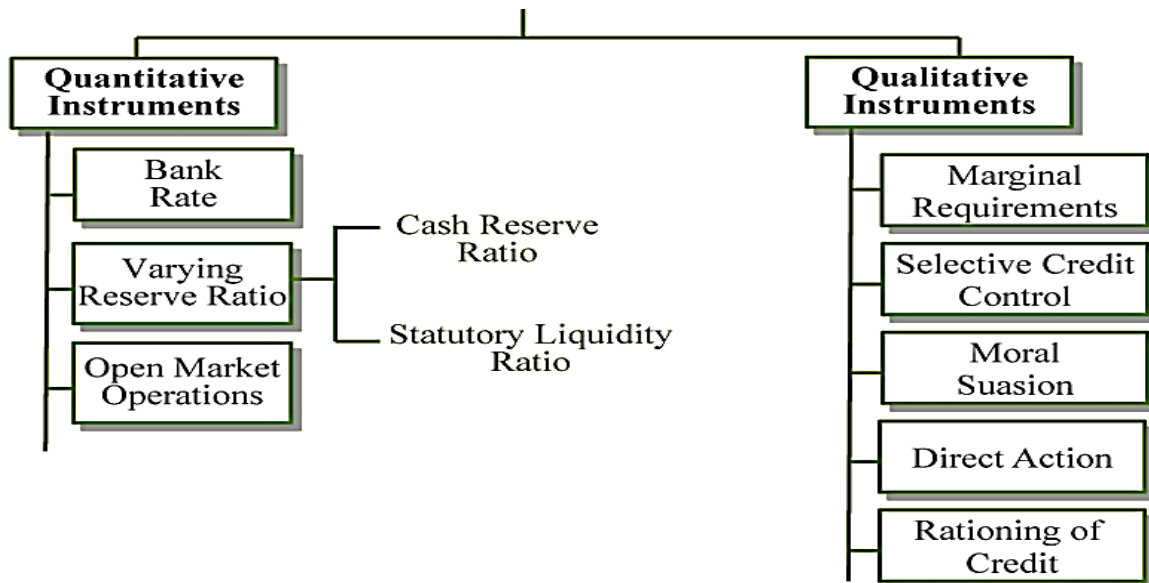 Quantitative
Instruments
Bank
Rate
Varying
Reserve Ratio
Cash Reserve
Ratio
Statutory Liquidity
Ratio
Open Market
Operations
Qualitative
Instruments
Marginal
Requirements
Selective Credit
Control
Moral
Suasion
Direct Action
Rationing of
Credit